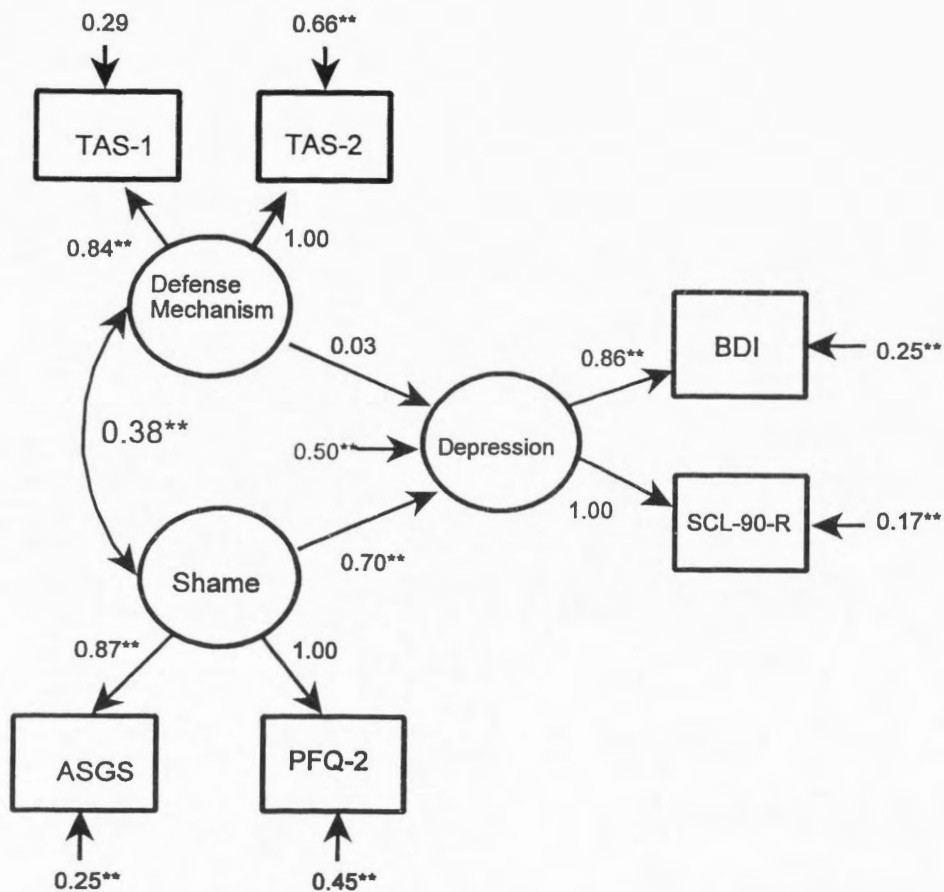 0.29
0.66**
TAS-1
TAS-2
0.84**
1.00
Defense
Mechanism
0.03
0.86**
BDI
0.25**
0.38**
0.50**
Depression
1.00
SCL-90-R
0.17**
0.70**
Shame
0.87**
1.00
ASGS
PFQ-2
0.25**
0.45**